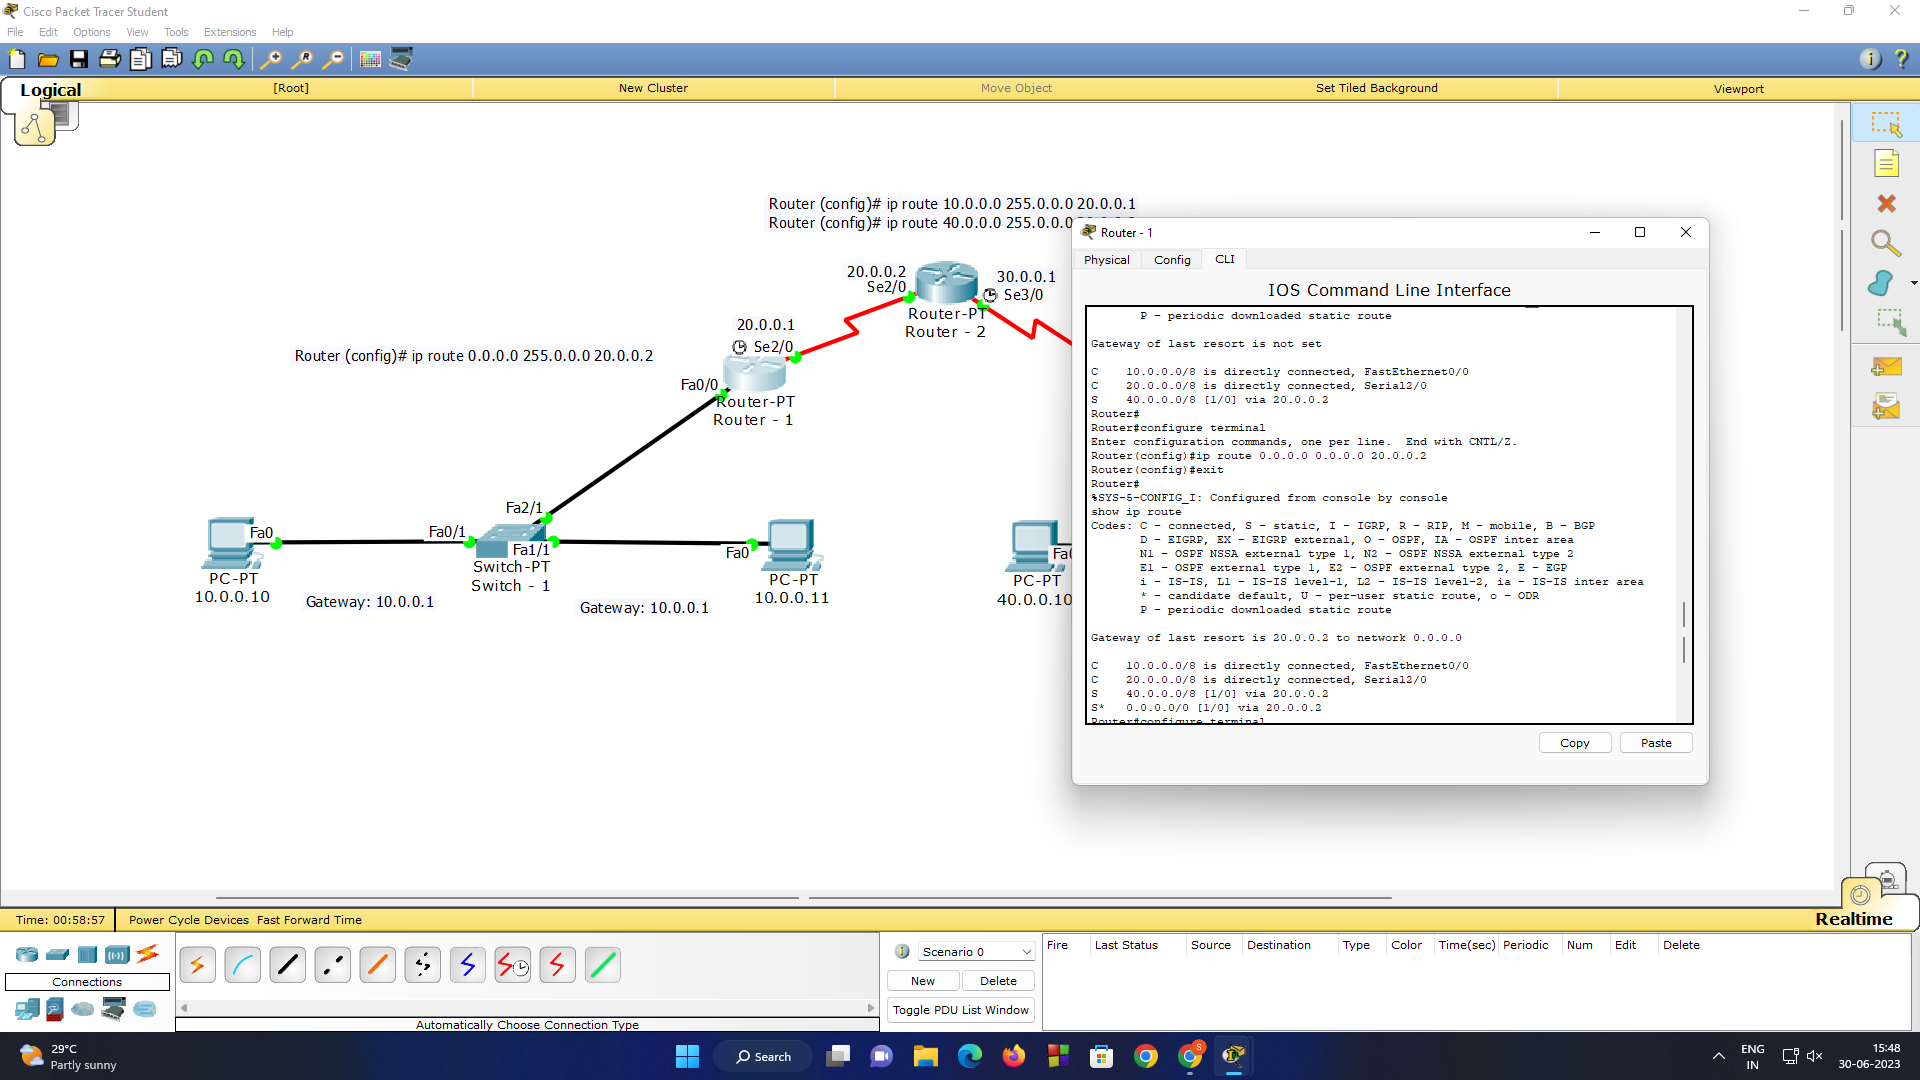 Cisco Packet Tracer Student
File Edit Options View Tools Extensions Help
Logical
[Root]
New Cluster
Move Object
Set Tiled Background
Viewport
Router (config)# ip route 10.0.0.0 255.0.0.0 20.0.0.1
Router (config)# ip route 40.0.0.0 255.0.0.0
20.0.0.2
Se2/0
30.0.0.1
Se3/0
Router-PT
Router - 2
20.0.0.1
Se2/0
Router (config)# ip route 0.0.0.0 255.0.0.0 20.0.0.2
Fa0/0
Router-PT
Router - 1
Fa2/1
Fa0
Fa0/1
Fa1/1
Fa0
Fa0
PC-PT
10.0.0.10
Gateway: 10.0.0.1
Switch-PT
Switch - 1
Gateway: 10.0.0.1
PC-PT
10.0.0.11
PC-PT
40.0.0.10
Router - 1
Physical Config CLI
IOS Command Line Interface
P - periodic downloaded static route
Gateway of last resort is not set
C 10.0.0.0/8 is directly connected, FastEthernet0/0
C 20.0.0.0/8 is directly connected, Serial2/0
S 40.0.0.0/8 [1/0] via 20.0.0.2
Router#
Router#configure terminal
Enter configuration commands, one per line. End with CNTL/Z.
Router(config)#ip route 0.0.0.0 0.0.0.0 20.0.0.2
Router(config)#exit
Router#
%SYS-5-CONFIG_I: Configured from console by console
show ip route
Codes: C - connected, S - static, I - IGRP, R - RIP, M - mobile, B - BGP
D - EIGRP, EX - EIGRP external, O - OSPF, IA - OSPF inter area
N1 - OSPF NSSA external type 1, N2 - OSPF NSSA external type 2
E1 - OSPF external type 1, E2 - OSPF external type 2, E - EGP
i - IS-IS, L1 - IS-IS level-1, L2 - IS-IS level-2, ia - IS-IS inter area
* - candidate default, U - per-user static route, o - ODR
P - periodic downloaded static route
Gateway of last resort is 20.0.0.2 to network 0.0.0.0
C 10.0.0.0/8 is directly connected, FastEthernet0/0
C 20.0.0.0/8 is directly connected, Serial2/0
S 40.0.0.0/8 [1/0] via 20.0.0.2
S* 0.0.0.0/0 [1/0] via 20.0.0.2
Router#configure terminal
Copy Paste
Time: 00:58:57 Power Cycle Devices Fast Forward Time
Realtime
Connections
Automatically Choose Connection Type
Scenario 0
New Delete
Toggle PDU List Window
Fire Last Status Source Destination Type Color Time(sec) Periodic Num Edit Delete
29°C
Partly sunny
Search
S
ENG
IN
15:48
30-06-2023